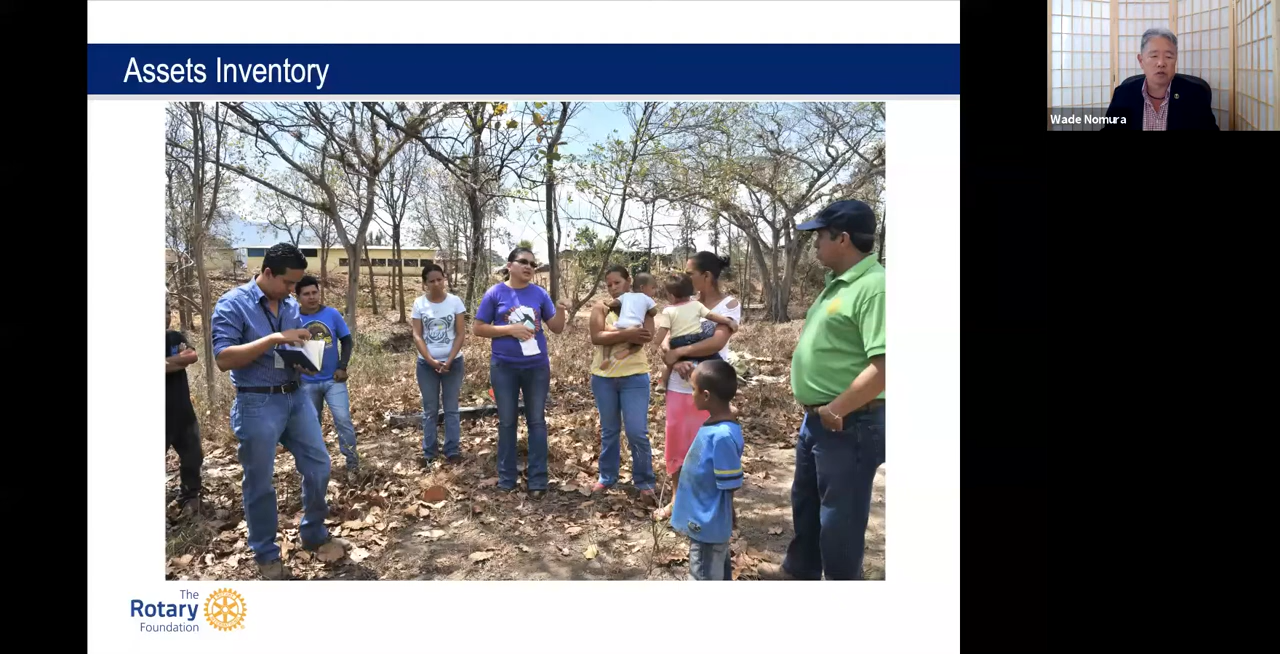 Assets Inventory
Wade Nomura
The
Rotary
Foundation